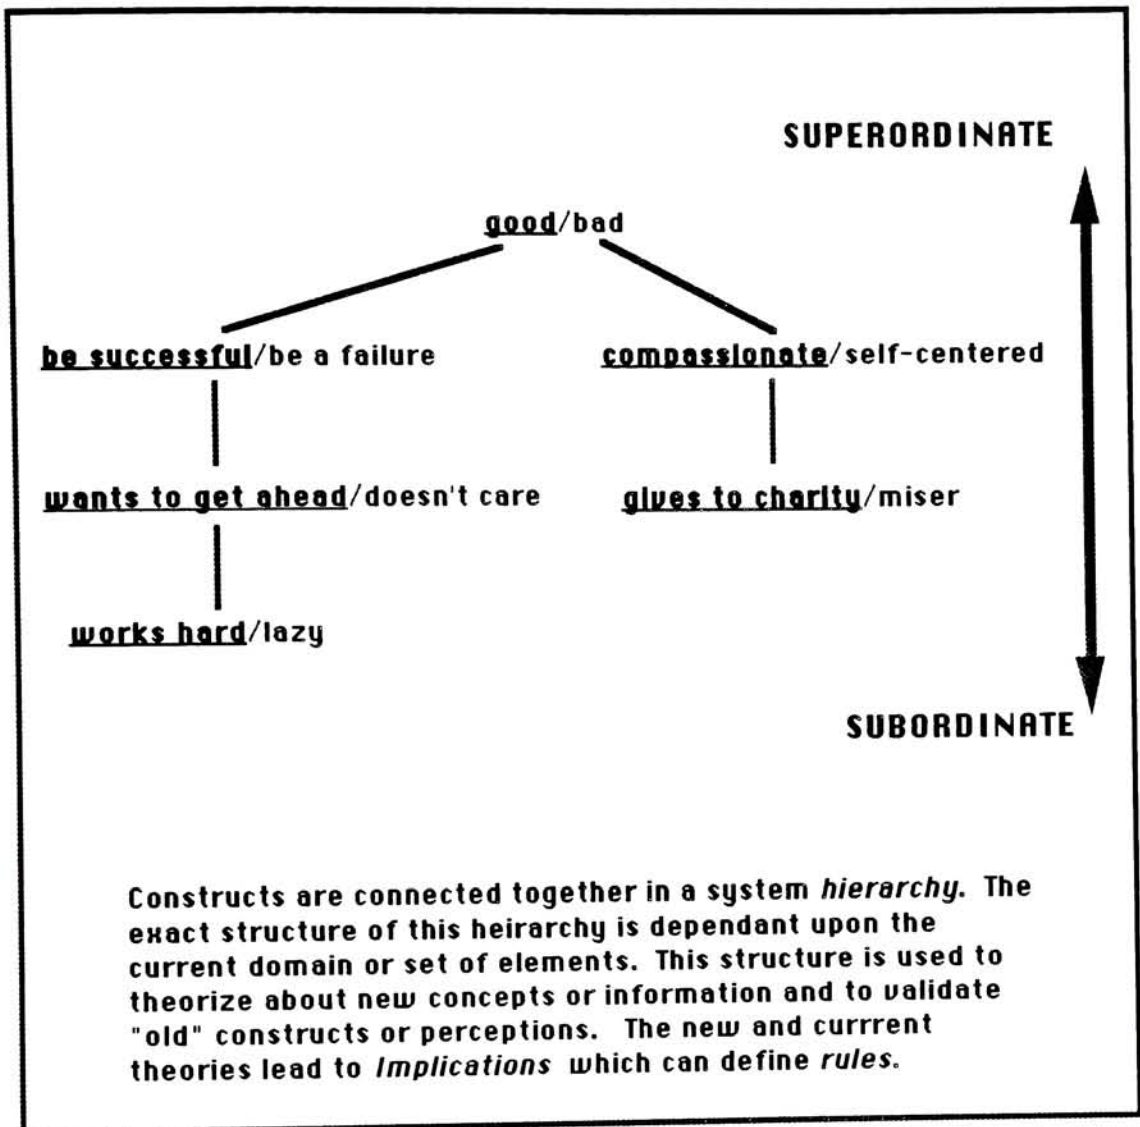 SUPERORDINATE
good/bad
be successful/be a failure
compassionate/self-centered
wants to get ahead/doesn't care
gives to charity/miser
works hard/lazy
SUBORDINATE
Constructs are connected together in a system hierarchy. The
exact structure of this heirarchy is dependant upon the
current domain or set of elements. This structure is used to
theorize about new concepts or information and to validate
"old" constructs or perceptions. The new and currrent
theories lead to Implications which can define rules.